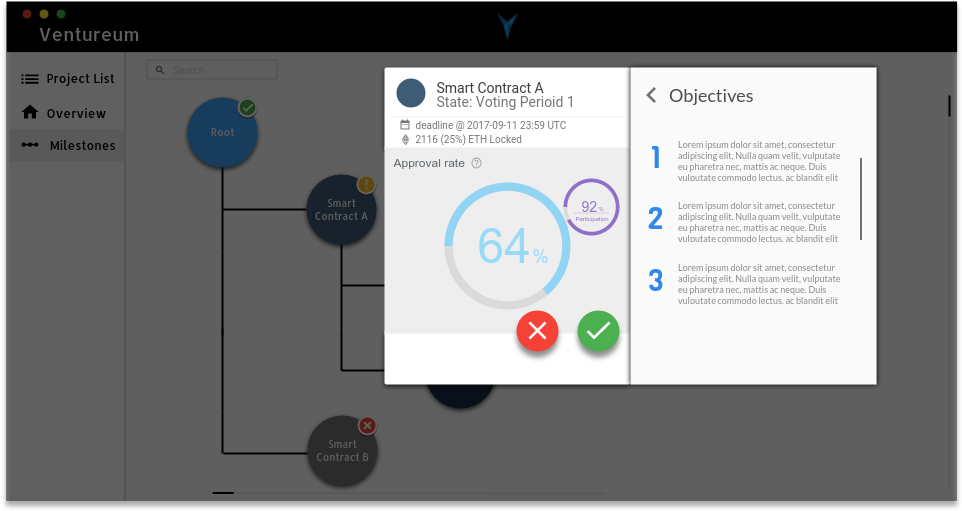 Ventureum
Project List
Overview
Milestones
Search
Root
Smart
Contract A
Smart
Contract B
Smart Contract A
State: Voting Perioid 1
deadline @ 2017-09-11 23:59 UTC
2116 (25%) ETH Locked
Approval rate ?
64 %
92 %
Participation
Objectives
1
Lorem ipsum dolor sit amet, consectetur
adipiscing elit. Nulla quam velit, vulputate
eu pharetra nec, mattis ac neque. Duis
vulputate commodo lectus. ac blandit elit
2
Lorem ipsum dolor sit amet, consectetur
adipiscing elit. Nulla quam velit, vulputate
eu pharetra nec, mattis ac neque. Duis
vulputate commodo lectus. ac blandit elit
3
Lorem ipsum dolor sit amet, consectetur
adipiscing elit. Nulla quam velit, vulputate
eu pharetra nec, mattis ac neque. Duis
vulputate commodo lectus. ac blandit elit